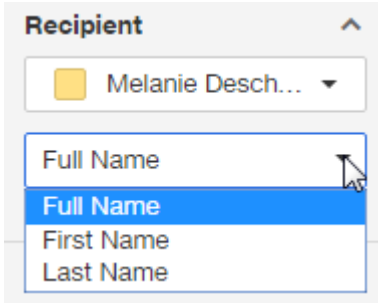 Recipient
Melanie Desch...
Full Name
Full Name
First Name
Last Name